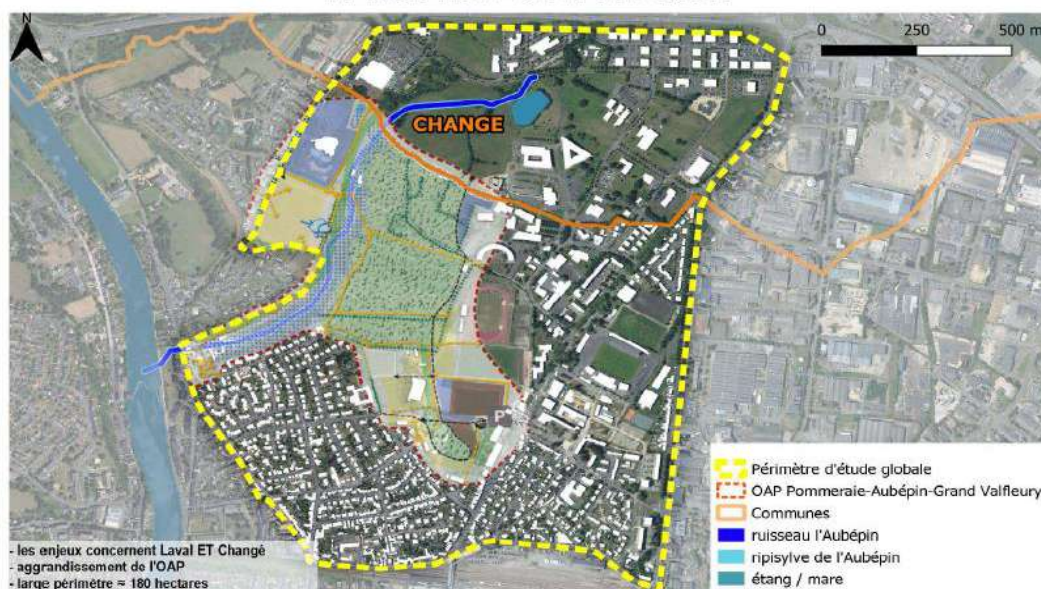 N
0 250 500 m
CHANGE
P
Périmètre d'étude globale
OAP Pommeraie-Aubépin-Grand Valfleury
Communes
ruisseau l'Aubépin
ripisylve de l'Aubépin
étang / mare
- les enjeux concernent Laval ET Changé
- aggrandissement de l'OAP
- large périmètre ≈ 180 hectares